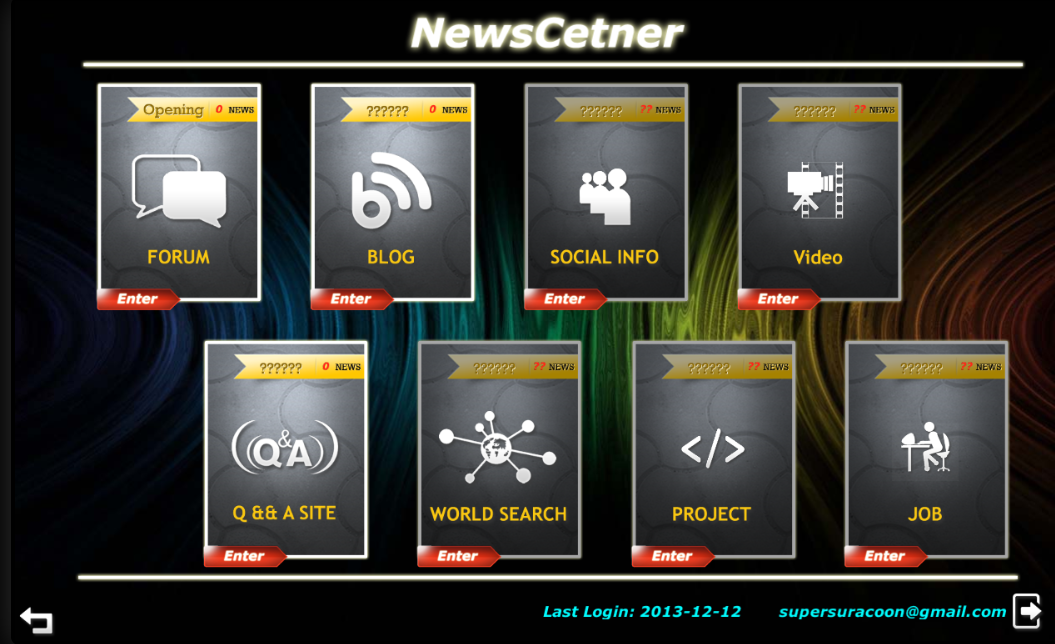 NewsCetner
Opening 0 NEWS
?????? 0 NEWS
?????? ?? NEWS
?????? ?? NEWS
FORUM
BLOG
SOCIAL INFO
Video
Enter
Enter
Enter
Enter
?????? 0 NEWS
?????? ?? NEWS
?????? ?? NEWS
?????? ?? NEWS
b
(Q&A)
</>
Q && A SITE
WORLD SEARCH
PROJECT
JOB
Enter
Enter
Enter
Enter
Last Login: 2013-12-12 supersuracoon@gmail.com